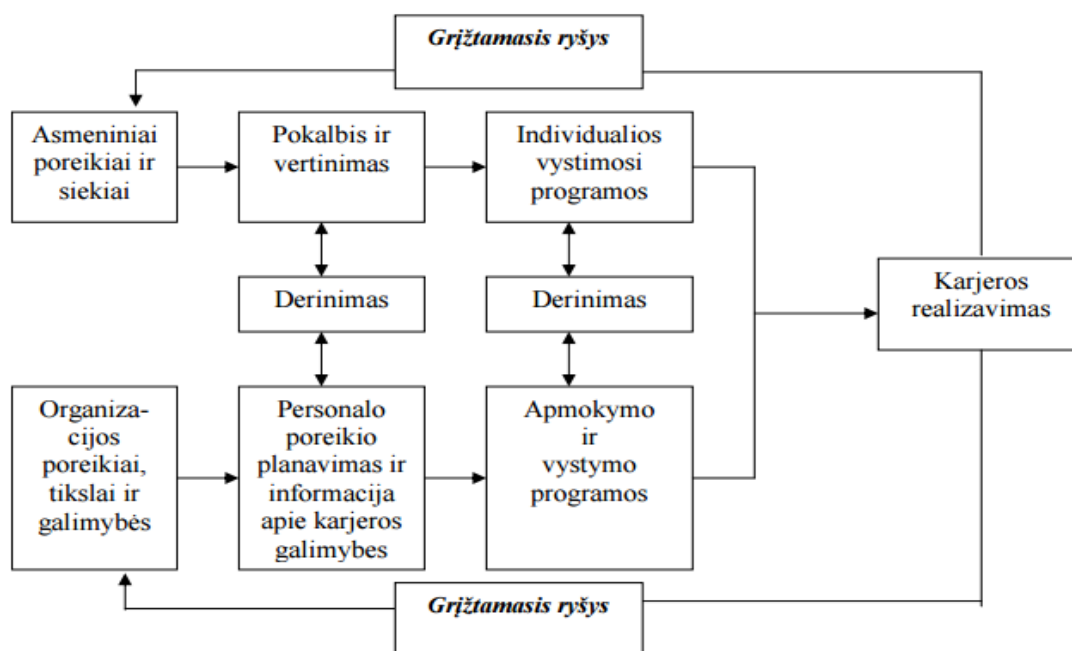 Grįžtamasis ryšys
Asmeniniai
poreikiai ir
siekiai
Pokalbis ir
vertinimas
Individualios
vystimosi
programos
Derinimas
Derinimas
Karjeros
realizavimas
Organiza-
cijos
poreikiai,
tikslai ir
galimybės
Personalo
poreikio
planavimas ir
informacija
apie karjeros
galimybes
Apmokymo
ir
vystymo
programos
Grįžtamasis ryšys